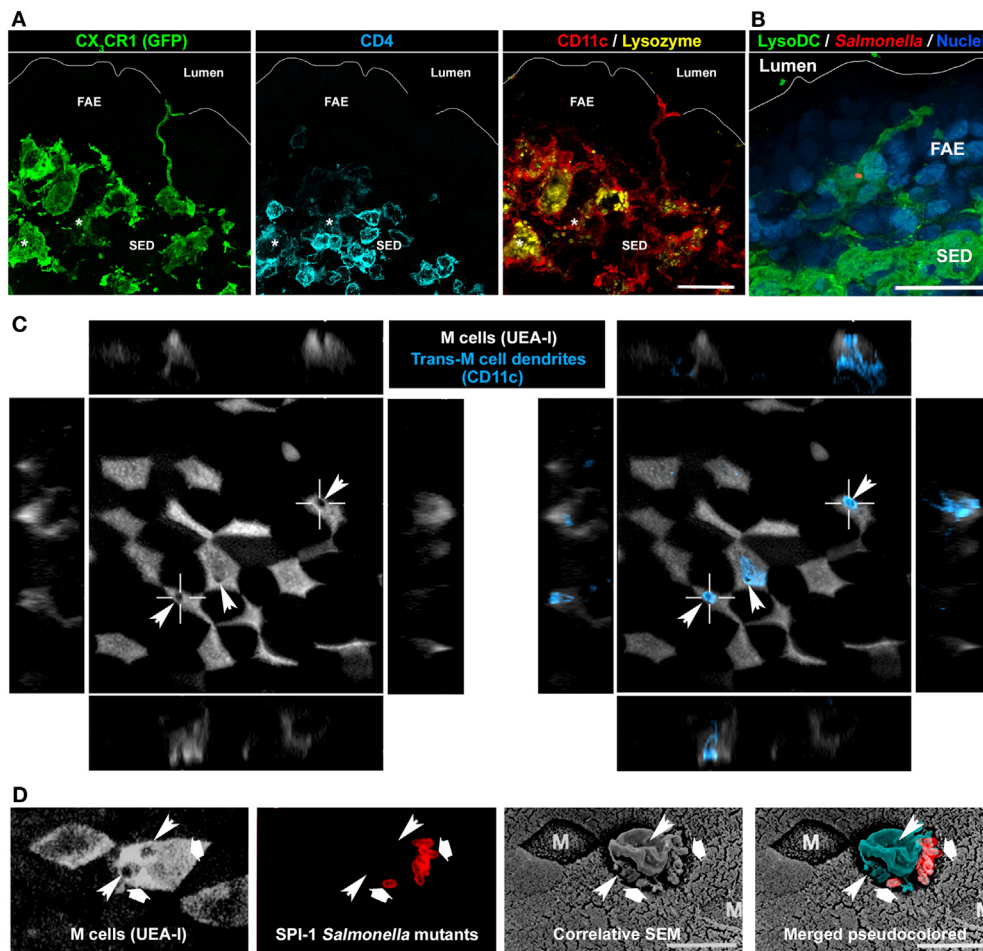 A
CX3CR1 (GFP)
CD4
CD11c / Lysozyme
Lumen
Lumen
Lumen
FAE
FAE
FAE
*
*
*
*
*
*
SED
SED
SED
B
LysoDC / Salmonella / Nuclei
Lumen
FAE
SED
C
M cells (UEA-I)
Trans-M cell dendrites
(CD11c)
D
M cells (UEA-I)
SPI-1 Salmonella mutants
M
M
Correlative SEM
M
M
Merged pseudocolored